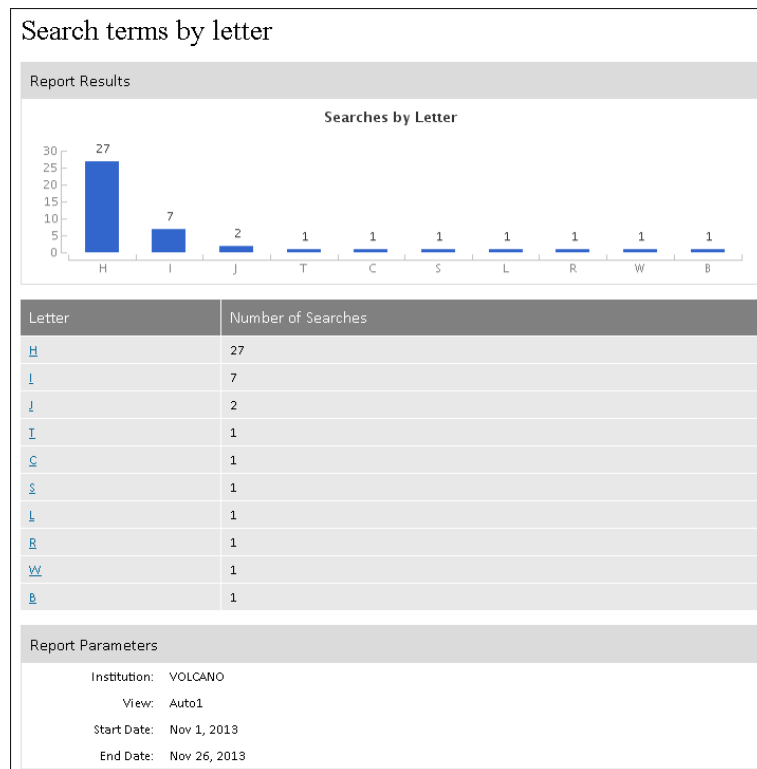 Search terms by letter
Report Results
Searches by Letter
30
25
20
15
10
5
0
27 7 2 1 1 1 1 1 1 1
H I J T C S L R W B
Letter Number of Searches
H 27
I 7
J 2
T 1
C 1
S 1
L 1
R 1
W 1
B 1
Report Parameters
Institution: VOLCANO
View: Auto1
Start Date: Nov 1, 2013
End Date: Nov 26, 2013